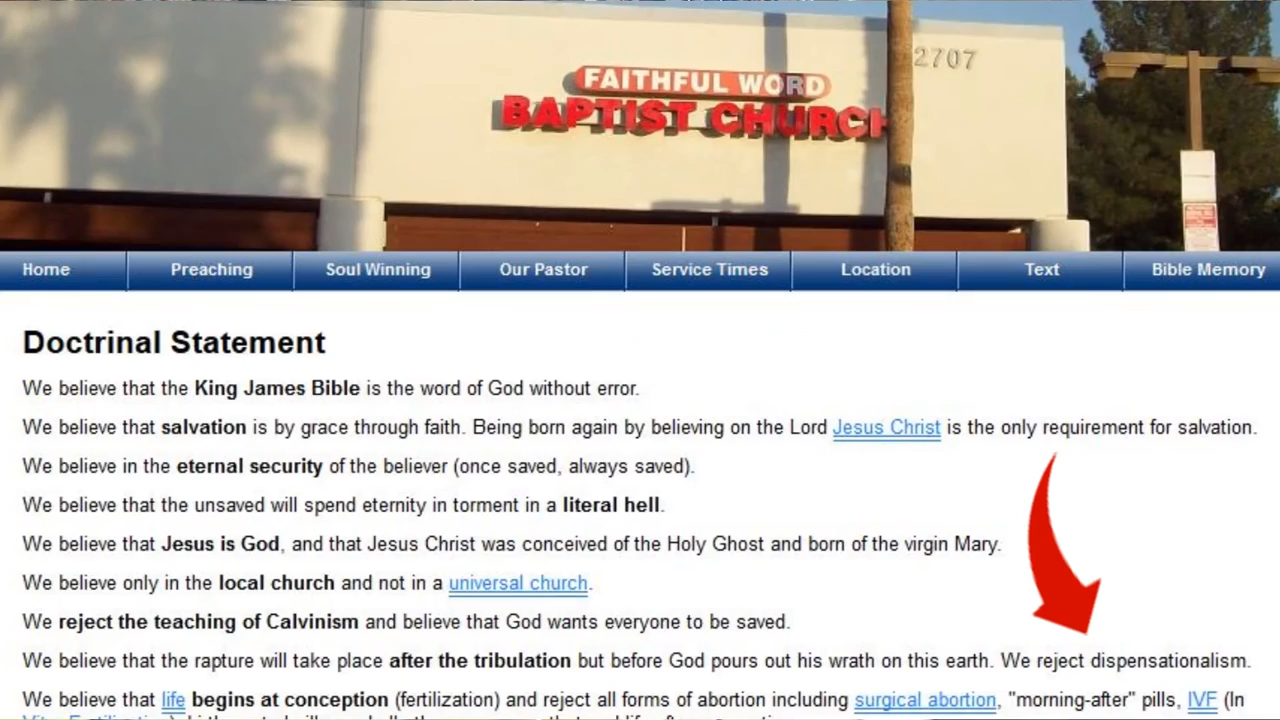 FAITHFUL WORD
BAPTIST CHURCH
2707
Home Preaching Soul Winning Our Pastor Service Times Location Text Bible Memory
Doctrinal Statement
We believe that the King James Bible is the word of God without error.
We believe that salvation is by grace through faith. Being born again by believing on the Lord Jesus Christ is the only requirement for salvation.
We believe in the eternal security of the believer (once saved, always saved).
We believe that the unsaved will spend eternity in torment in a literal hell.
We believe that Jesus is God, and that Jesus Christ was conceived of the Holy Ghost and born of the virgin Mary.
We believe only in the local church and not in a universal church.
We reject the teaching of Calvinism and believe that God wants everyone to be saved.
We believe that the rapture will take place after the tribulation but before God pours out his wrath on this earth. We reject dispensationalism.
We believe that life begins at conception (fertilization) and reject all forms of abortion including surgical abortion, "morning-after" pills, IVF (In